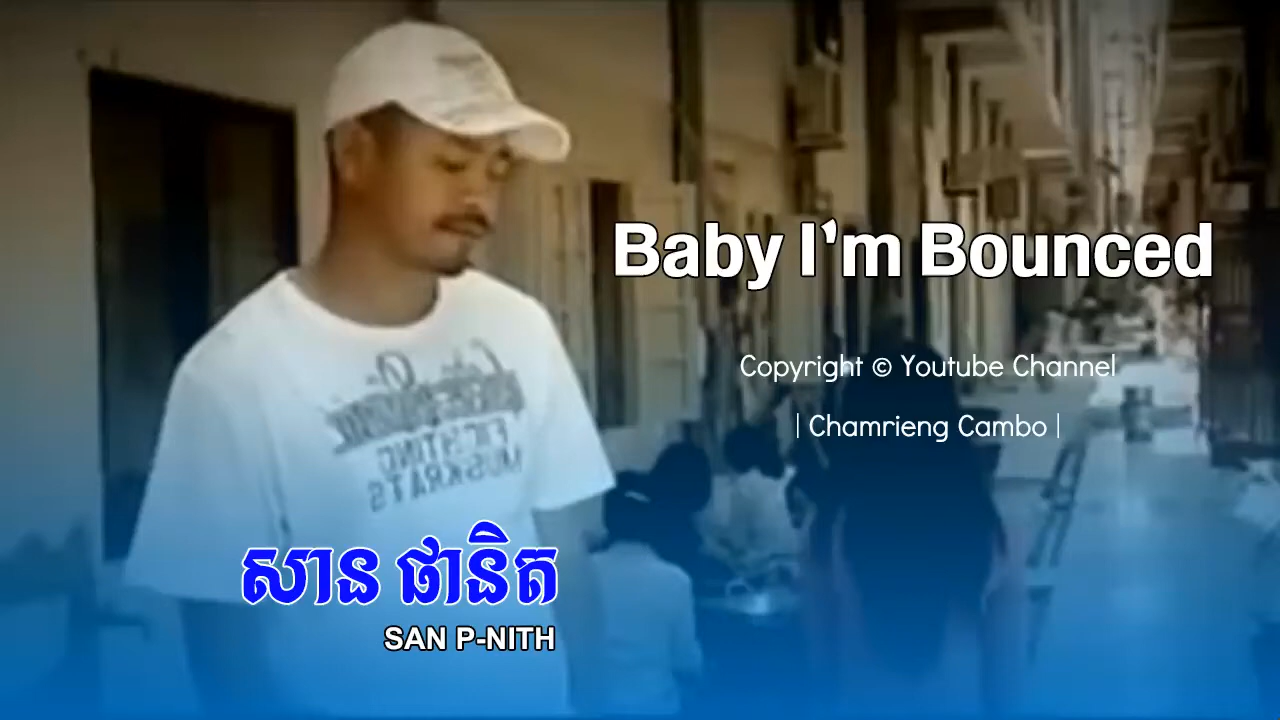 Baby I'm Bounced
Copyright © Youtube Channel
| Chamrieng Cambo |
សាន ផានិត
SAN P-NITH